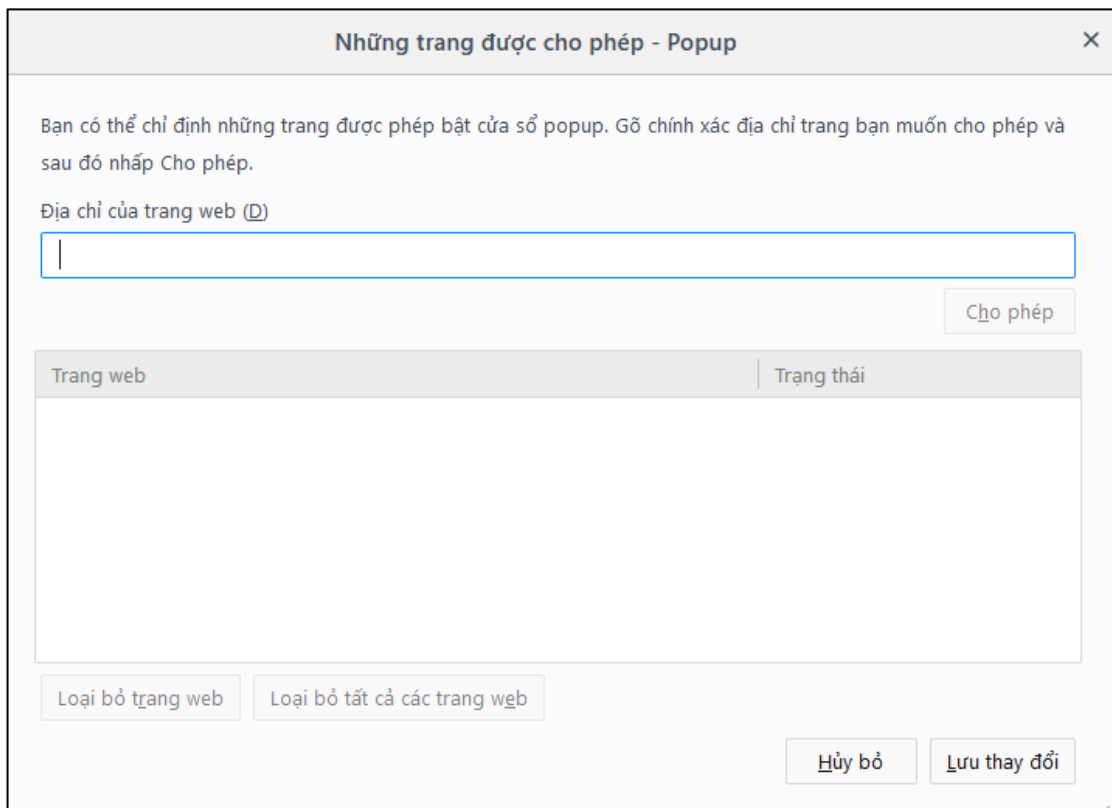 Những trang được cho phép - Popup
Bạn có thể chỉ định những trang được phép bật cửa sổ popup. Gõ chính xác địa chỉ trang bạn muốn cho phép và
sau đó nhấp Cho phép.
Địa chỉ của trang web (D)
Cho phép
Trang web Trạng thái
Loại bỏ trang web Loại bỏ tất cả các trang web
Hủy bỏ Lưu thay đổi